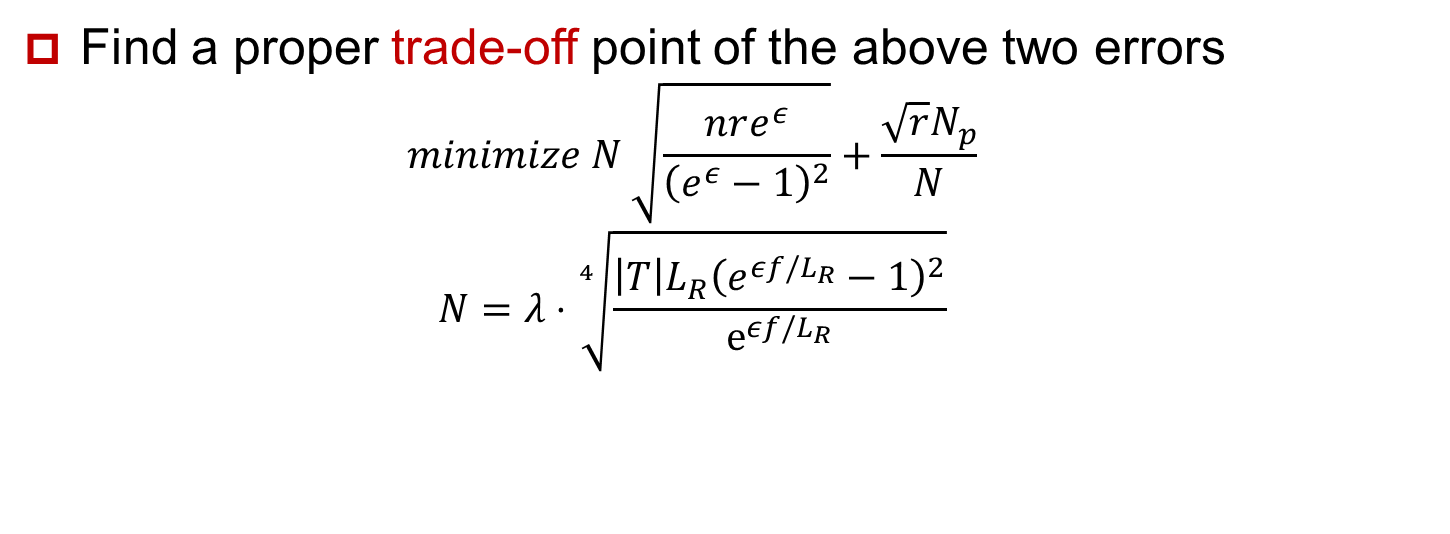 Find a proper trade-off point of the above two errors
minimize N √(nre^ϵ / (e^ϵ − 1)^2) + √r N_p / N
N = λ · ∜(|T|L_R(e^{ϵf/L_R} − 1)^2 / e^{ϵf/L_R})